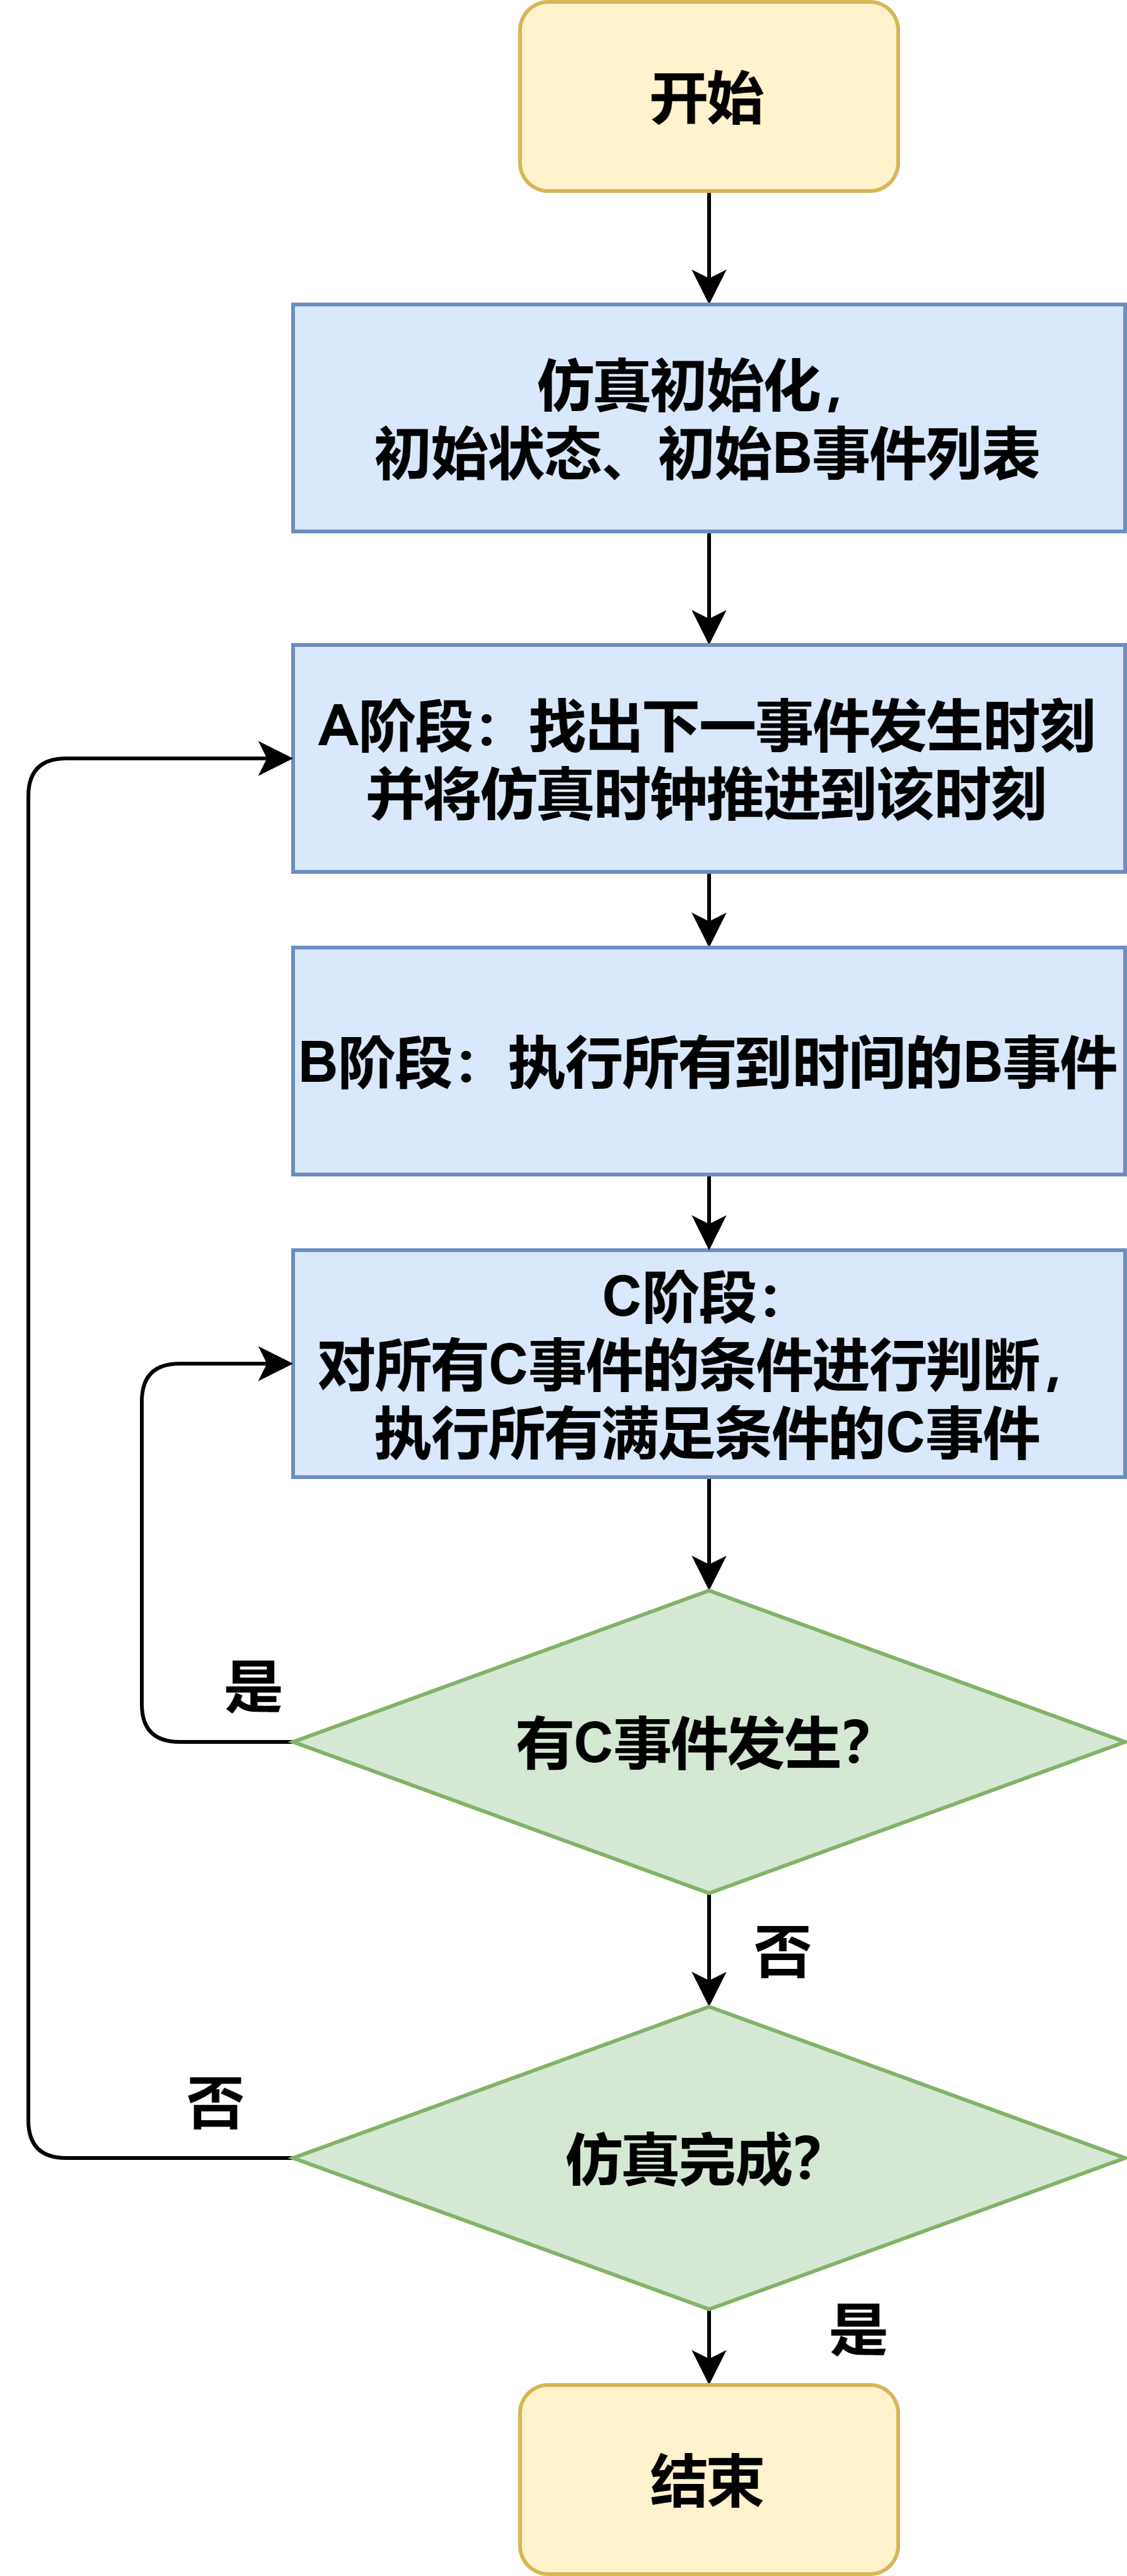 开始
仿真初始化，
初始状态、初始B事件列表
A阶段：找出下一事件发生时刻
并将仿真时钟推进到该时刻
B阶段：执行所有到时间的B事件
C阶段：
对所有C事件的条件进行判断，
执行所有满足条件的C事件
是
有C事件发生？
否
否
仿真完成？
是
结束